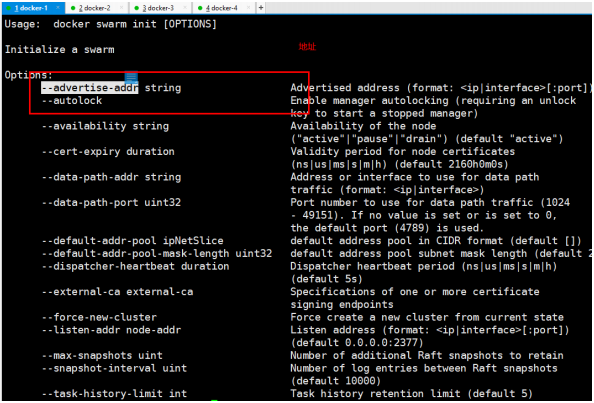 1 docker-1 2 docker-2 3 docker-3 4 docker-4 +
Usage: docker swarm init [OPTIONS]
Initialize a swarm
地址
Options:
--advertise-addr string Advertised address (format: <ip|interface>[:port])
--autolock Enable manager autolocking (requiring an unlock
key to start a stopped manager)
--availability string Availability of the node
("active"|"pause"|"drain") (default "active")
--cert-expiry duration Validity period for node certificates
(ns|us|ms|s|m|h) (default 2160h0m0s)
--data-path-addr string Address or interface to use for data path
traffic (format: <ip|interface>)
--data-path-port uint32 Port number to use for data path traffic (1024
- 49151). If no value is set or is set to 0,
the default port (4789) is used.
--default-addr-pool ipNetSlice default address pool in CIDR format (default [])
--default-addr-pool-mask-length uint32 default address pool subnet mask length (default 2
--dispatcher-heartbeat duration Dispatcher heartbeat period (ns|us|ms|s|m|h)
(default 5s)
--external-ca external-ca Specifications of one or more certificate
signing endpoints
--force-new-cluster Force create a new cluster from current state
--listen-addr node-addr Listen address (format: <ip|interface>[:port])
(default 0.0.0.0:2377)
--max-snapshots uint Number of additional Raft snapshots to retain
--snapshot-interval uint Number of log entries between Raft snapshots
(default 10000)
--task-history-limit int Task history retention limit (default 5)